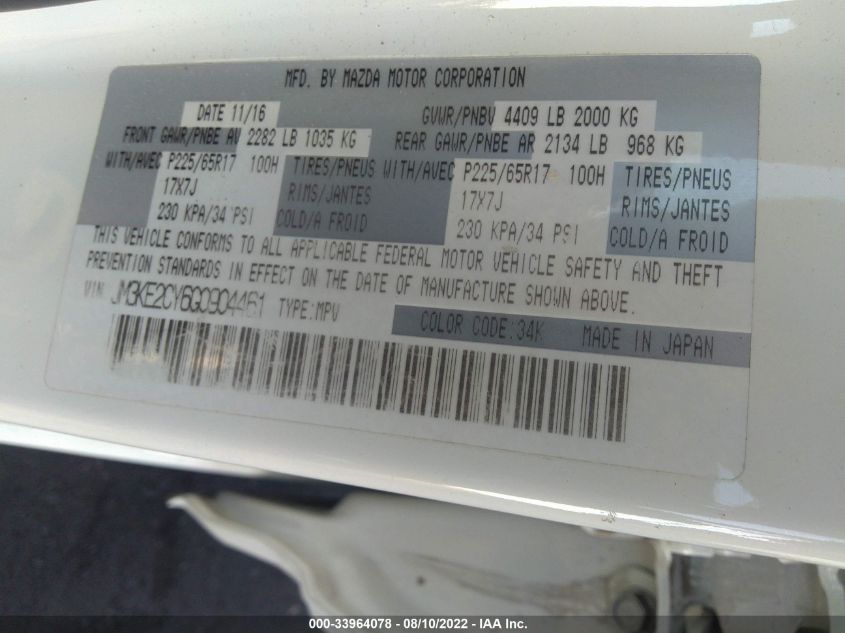 MFD. BY MAZDA MOTOR CORPORATION
DATE 11/16 GVWR/PNBV 4409 LB 2000 KG
FRONT GAWR/PNBE AV 2282 LB 1035 KG REAR GAWR/PNBE AR 2134 LB 968 KG
WITH/AVEC P225/65R17 100H TIRES/PNEUS WITH/AVEC P225/65R17 100H TIRES/PNEUS
17X7J RIMS/JANTES 17X7J RIMS/JANTES
230 KPA/34 PSI COLD/A FROID 230 KPA/34 PSI COLD/A FROID
THIS VEHICLE CONFORMS TO ALL APPLICABLE FEDERAL MOTOR VEHICLE SAFETY AND THEFT
PREVENTION STANDARDS IN EFFECT ON THE DATE OF MANUFACTURE SHOWN ABOVE.
VIN: JM3KE2CY6G0904461 TYPE:MPV
COLOR CODE:34K MADE IN JAPAN
000-33964078 - 08/10/2022 - IAA Inc.